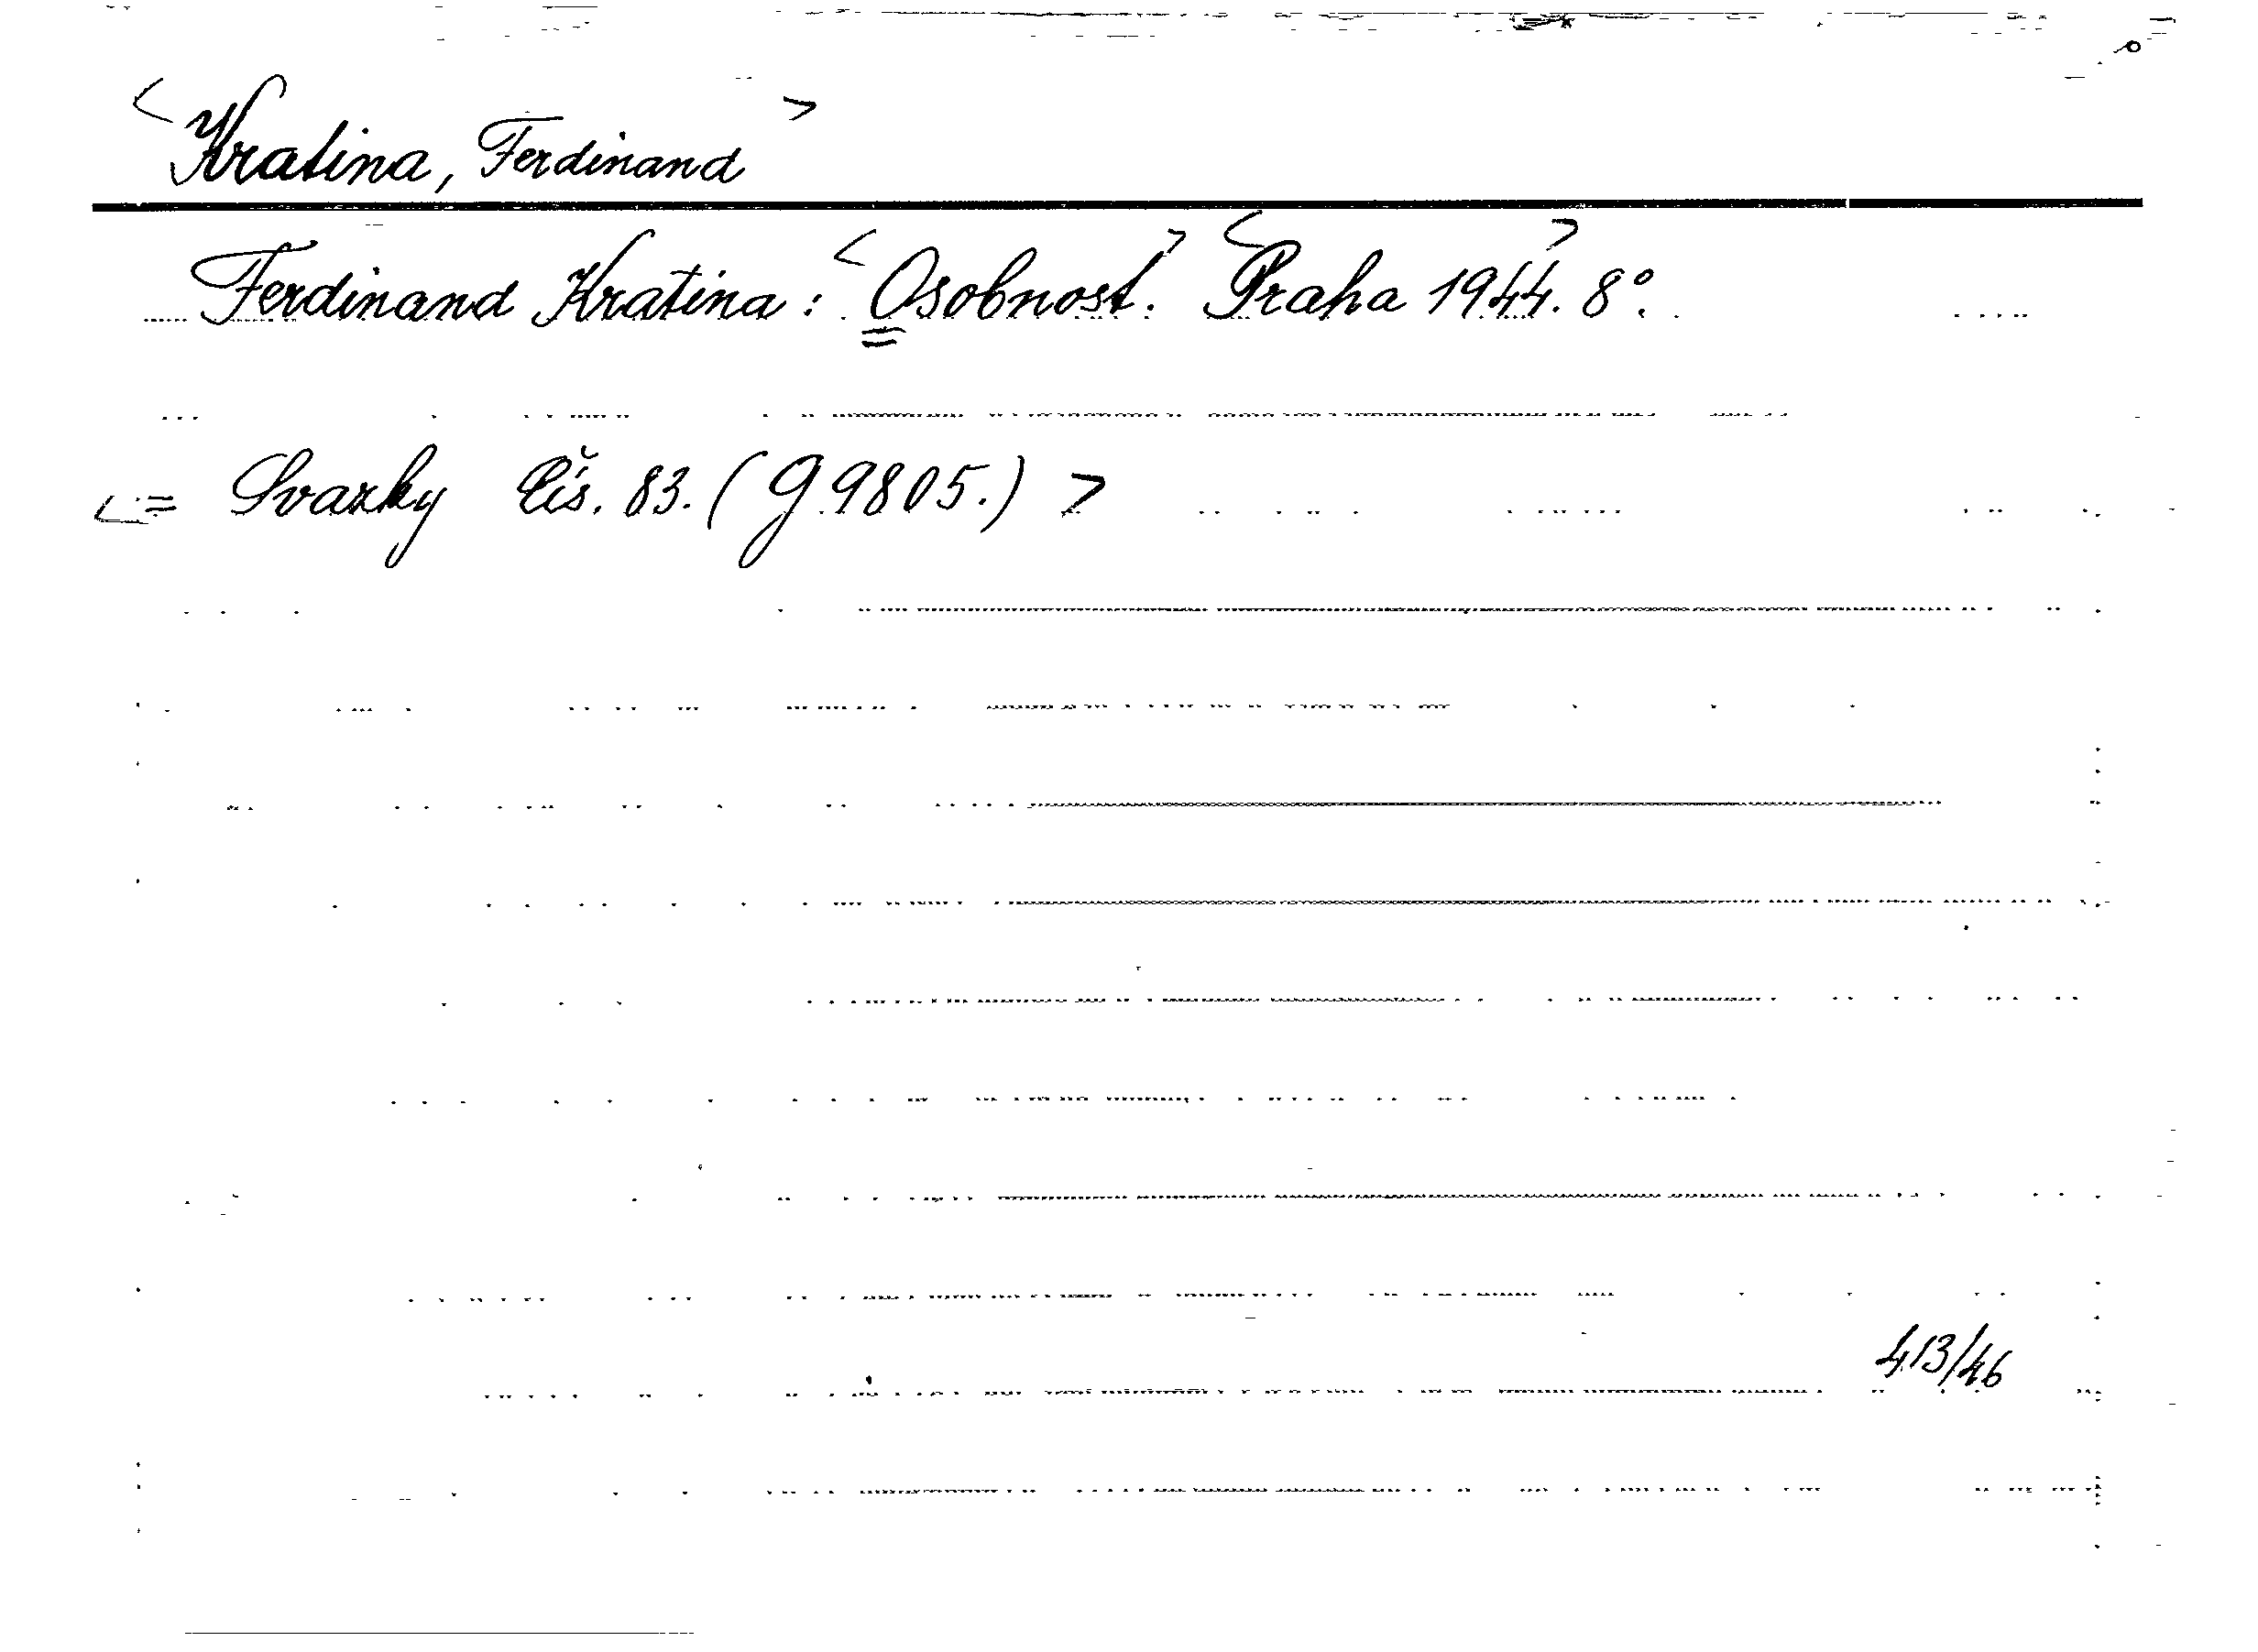 <Kratina, Ferdinand>
Ferdinand Kratina: <Osobnost.> <Praha 1944.> 8°.
<= Svazky čís. 83. (g 9805.) >
413/46